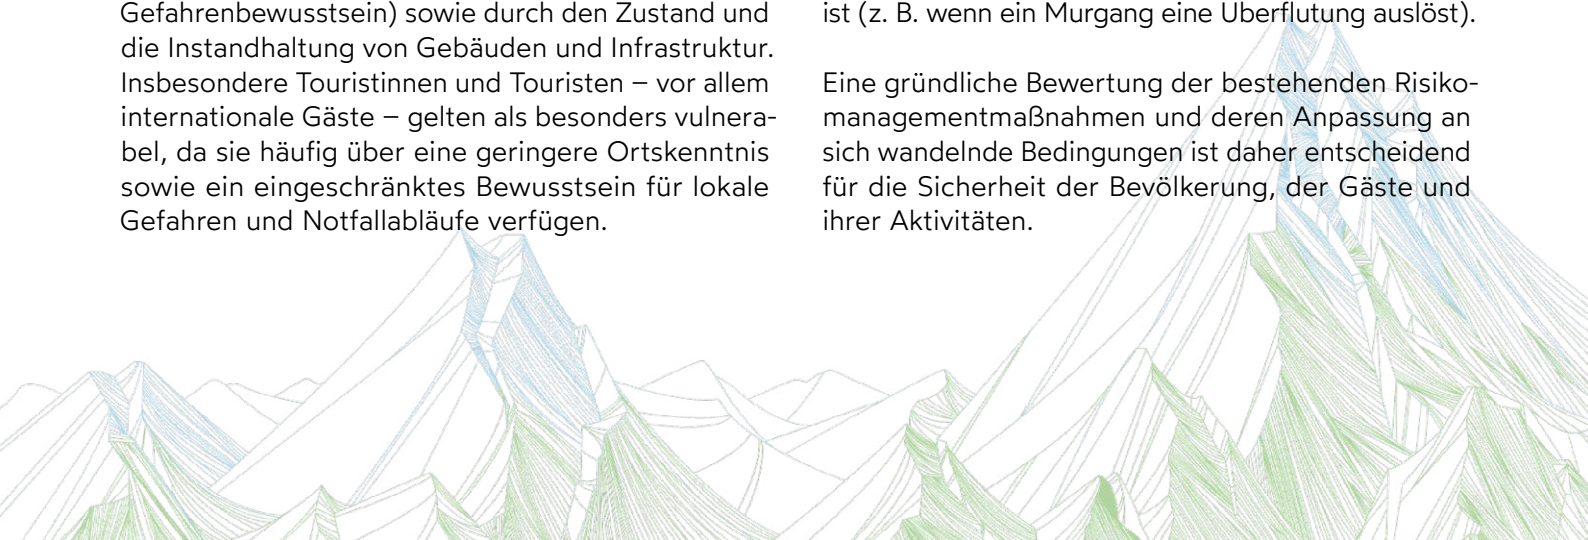 Gefahrenbewusstsein) sowie durch den Zustand und
die Instandhaltung von Gebäuden und Infrastruktur.
Insbesondere Touristinnen und Touristen – vor allem
internationale Gäste – gelten als besonders vulnera-
bel, da sie häufig über eine geringere Ortskenntnis
sowie ein eingeschränktes Bewusstsein für lokale
Gefahren und Notfallabläufe verfügen.
ist (z. B. wenn ein Murgang eine Überflutung auslöst).
Eine gründliche Bewertung der bestehenden Risiko-
managementmaßnahmen und deren Anpassung an
sich wandelnde Bedingungen ist daher entscheidend
für die Sicherheit der Bevölkerung, der Gäste und
ihrer Aktivitäten.